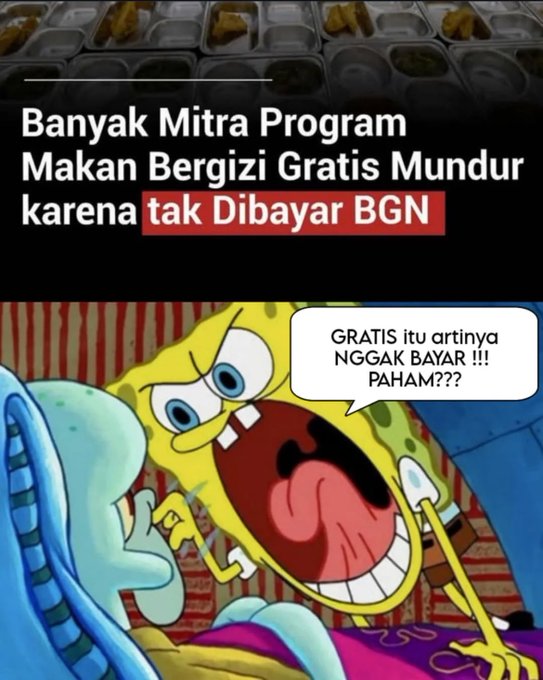 Banyak Mitra Program
Makan Bergizi Gratis Mundur
karena tak Dibayar BGN
GRATIS itu artinya
NGGAK BAYAR !!!
PAHAM???